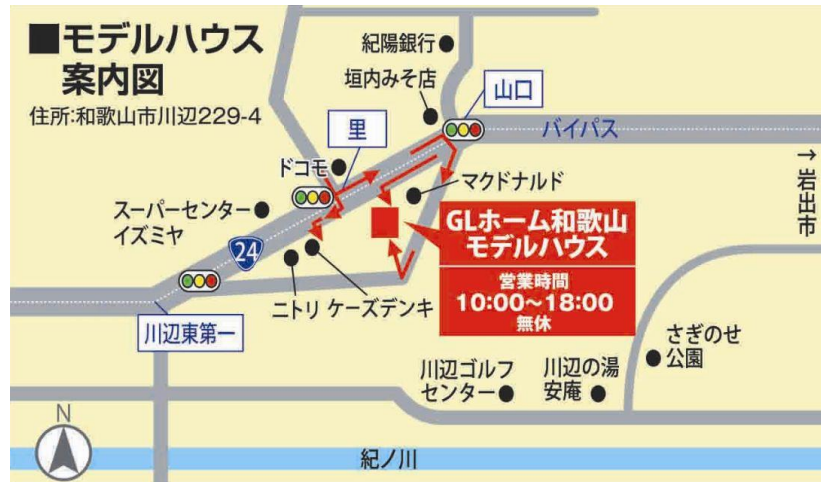 ■モデルハウス
案内図
住所:和歌山市川辺229-4
紀陽銀行
垣内みそ店
山口
バイパス
→岩出市
里
ドコモ
マクドナルド
スーパーセンター
イズミヤ
24
GLホーム和歌山
モデルハウス
営業時間
10:00〜18:00
無休
ニトリ
ケーズデンキ
川辺東第一
さぎのせ
公園
川辺ゴルフ
センター
川辺の湯
安庵
N
紀ノ川